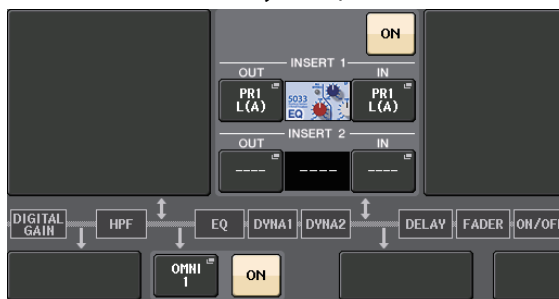 ON
INSERT 1
OUT IN
PR1 L(A) 5033 EQ PR1 L(A)
INSERT 2
OUT IN
---- ---- ----
DIGITAL GAIN HPF EQ DYNA1 DYNA2 DELAY FADER ON/OF
OMNI 1 ON